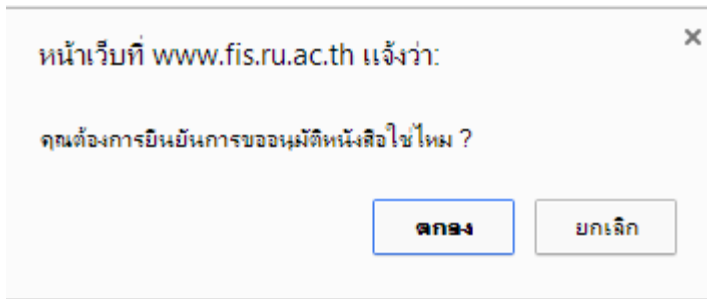 หน้าเว็บที่ www.fis.ru.ac.th แจ้งว่า:
คุณต้องการยืนยันการขออนุมัติหนังสือใช่ไหม ?
ตกลง ยกเลิก